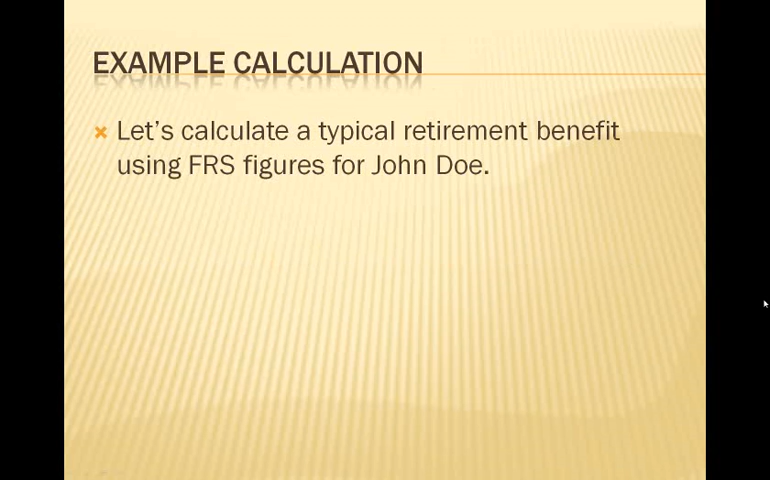 EXAMPLE CALCULATION
Let's calculate a typical retirement benefit
using FRS figures for John Doe.